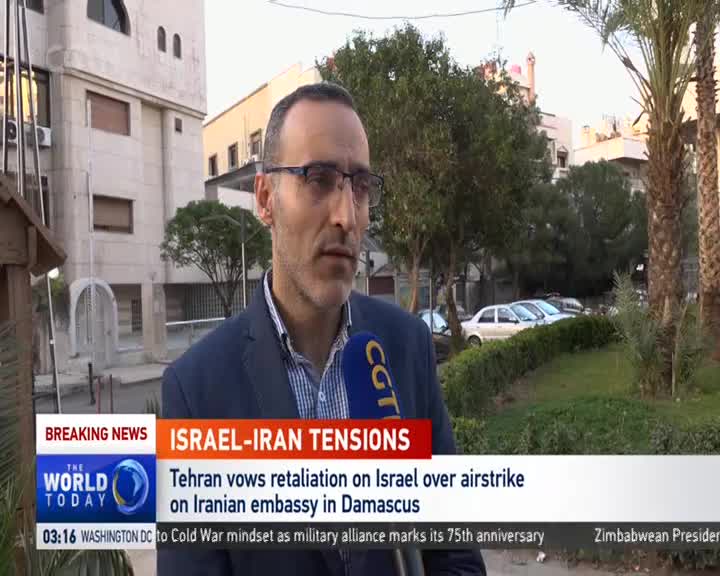 CGT
BREAKING NEWS
ISRAEL-IRAN TENSIONS
THE
WORLD
TODAY
Tehran vows retaliation on Israel over airstrike
on Iranian embassy in Damascus
03:16 WASHINGTON DC
to Cold War mindset as military alliance marks its 75th anniversary
Zimbabwean Presiden